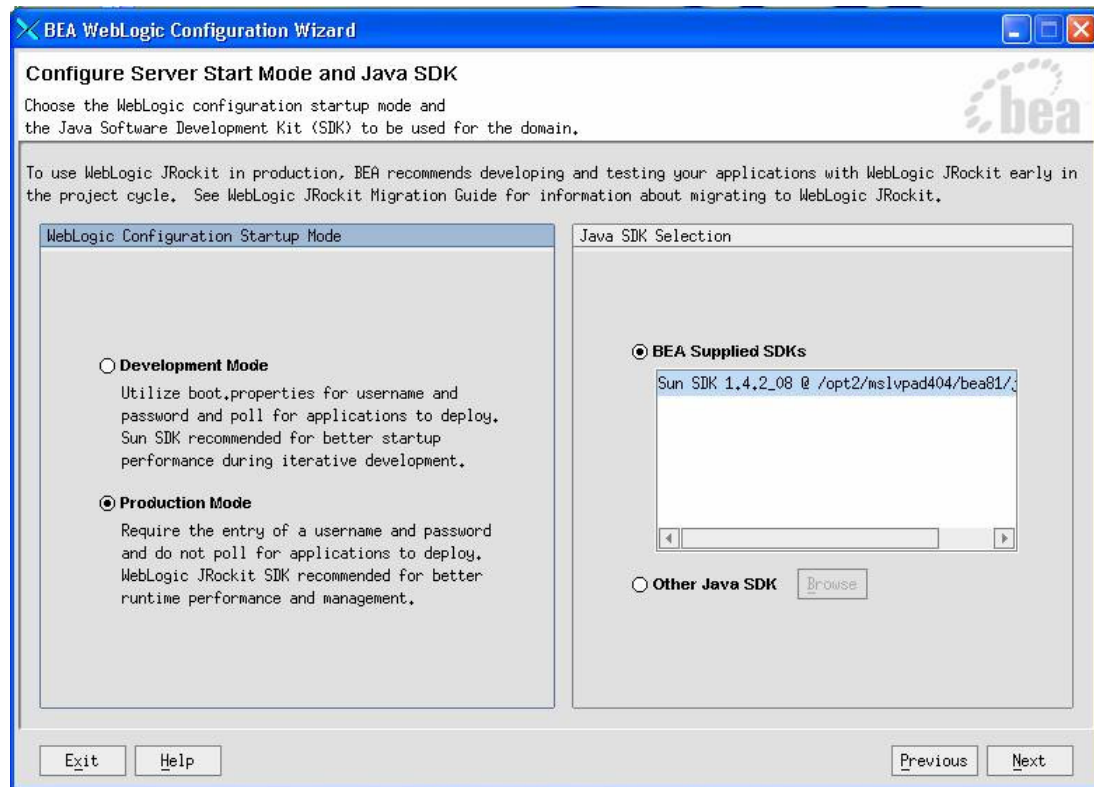 BEA WebLogic Configuration Wizard
Configure Server Start Mode and Java SDK
Choose the WebLogic configuration startup mode and
the Java Software Development Kit (SDK) to be used for the domain.
bea
To use WebLogic JRockit in production, BEA recommends developing and testing your applications with WebLogic JRockit early in
the project cycle. See WebLogic JRockit Migration Guide for information about migrating to WebLogic JRockit.
WebLogic Configuration Startup Mode
Development Mode
Utilize boot.properties for username and
password and poll for applications to deploy.
Sun SDK recommended for better startup
performance during iterative development.
Production Mode
Require the entry of a username and password
and do not poll for applications to deploy.
WebLogic JRockit SDK recommended for better
runtime performance and management.
Java SDK Selection
BEA Supplied SDKs
Sun SDK 1.4.2_08 @ /opt2/mslvpad404/bea81/j
Other Java SDK
Browse
Exit
Help
Previous
Next